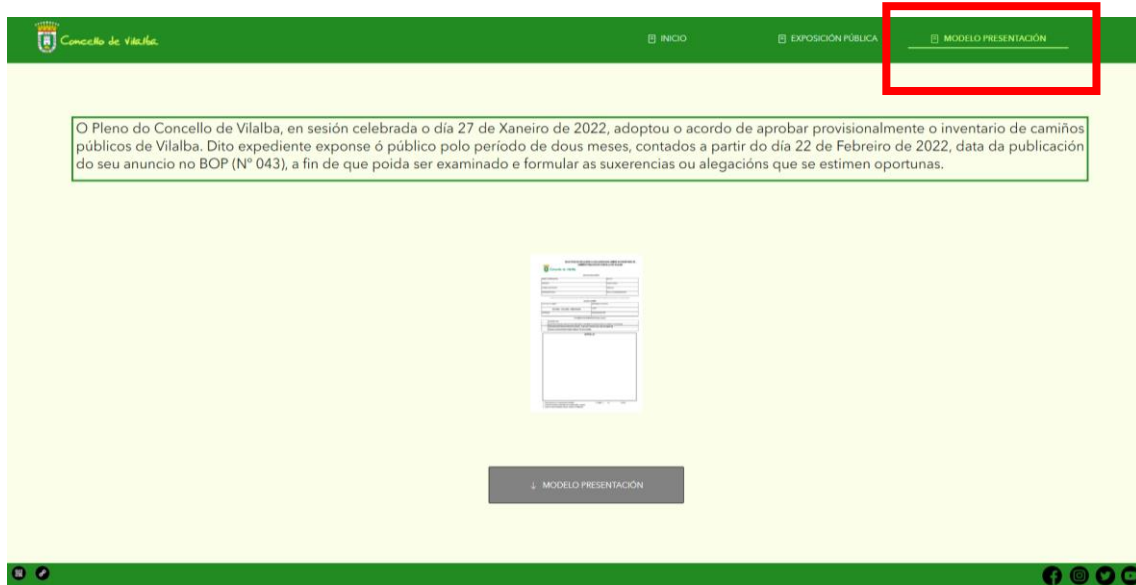 Concello de Vilalba
INICIO
EXPOSICIÓN PÚBLICA
MODELO PRESENTACIÓN
O Pleno do Concello de Vilalba, en sesión celebrada o día 27 de Xaneiro de 2022, adoptou o acordo de aprobar provisionalmente o inventario de camiños
públicos de Vilalba. Dito expediente exponse ó público polo período de dous meses, contados a partir do día 22 de Febreiro de 2022, data da publicación
do seu anuncio no BOP (Nº 043), a fin de que poida ser examinado e formular as suxerencias ou alegacións que se estimen oportunas.
Concello de Vilalba
↓ MODELO PRESENTACIÓN